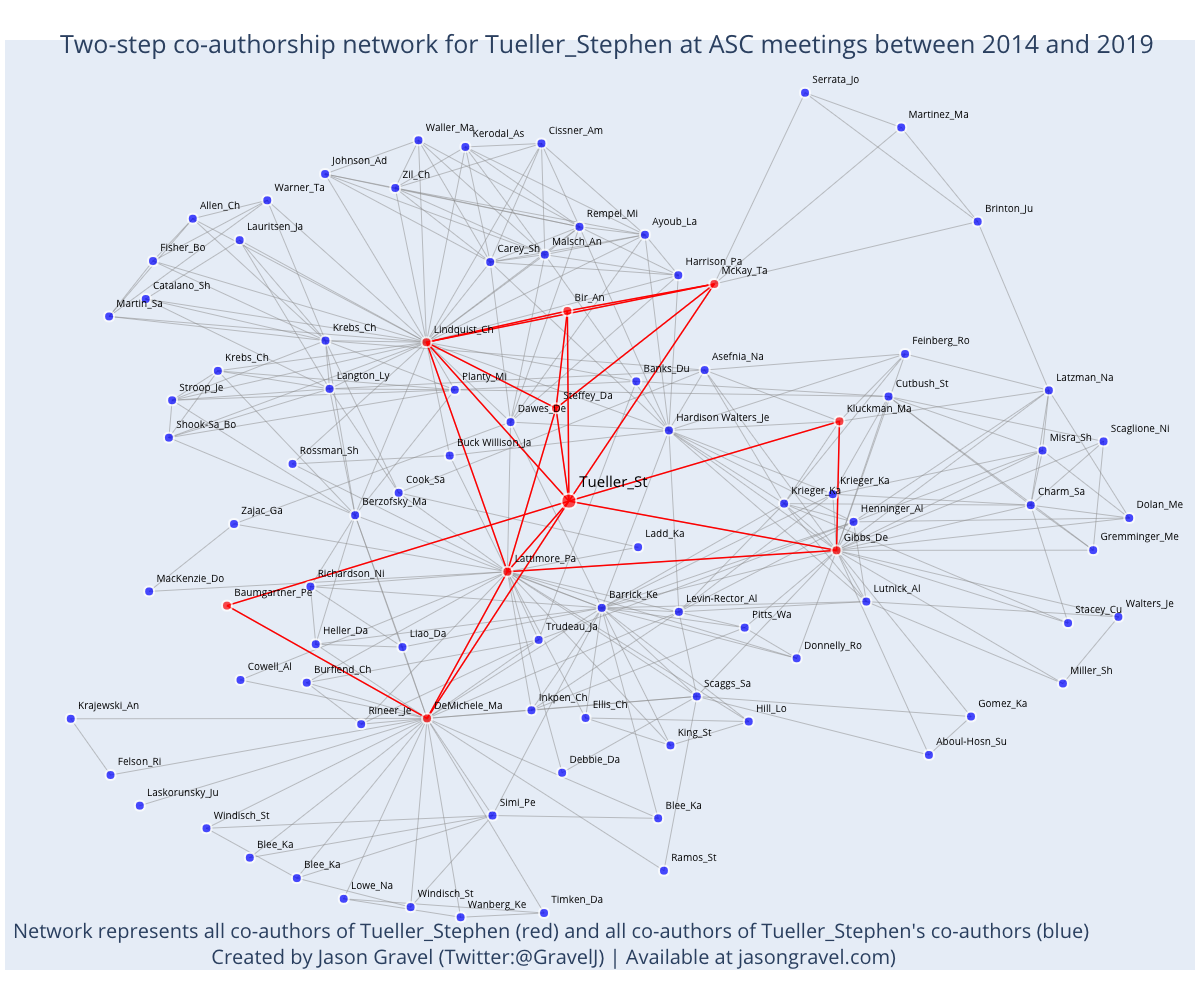 Two-step co-authorship network for Tueller_Stephen at ASC meetings between 2014 and 2019
Serrata_Jo
Martinez_Ma
Waller_Ma
Kerodal_As
Cissner_Am
Johnson_Ad
Zil_Ch
Warner_Ta
Allen_Ch
Rempel_Mi
Brinton_Ju
Ayoub_La
Lauritsen_Ja
Malsch_An
Carey_Sh
Fisher_Bo
Harrison_Pa
McKay_Ta
Catalano_Sh
Martin_Sa
Bir_An
Krebs_Ch
Lindquist_Ch
Feinberg_Ro
Krebs_Ch
Asefnia_Na
Banks_Du
Langton_Ly
Planty_Mi
Latzman_Na
Stroop_Je
Cutbush_St
Steffey_Da
Dawes_De
Kluckman_Ma
Hardison Walters_Je
Shook-Sa_Bo
Scaglione_Ni
Misra_Sh
Buck Willison_Ja
Rossman_Sh
Cook_Sa
Tueller_St
Krieger_Ka
Krieger_Ka
Charm_Sa
Berzofsky_Ma
Dolan_Me
Zajac_Ga
Henninger_Al
Ladd_Ka
Gibbs_De
Gremminger_Me
Lattimore_Pa
Richardson_Ni
MacKenzie_Do
Baumgartner_Pe
Lutnick_Al
Barrick_Ke
Levin-Rector_Al
Walters_Je
Stacey_Cu
Pitts_Wa
Heller_Da
Liao_Da
Trudeau_Ja
Donnelly_Ro
Cowell_Al
Burfiend_Ch
Miller_Sh
Scaggs_Sa
Krajewski_An
Rineer_Je
DeMichele_Ma
Inkpen_Ch
Ellis_Ch
Hill_Lo
Gomez_Ka
King_St
Aboul-Hosn_Su
Felson_Ri
Debbie_Da
Laskorunsky_Ju
Simi_Pe
Blee_Ka
Windisch_St
Blee_Ka
Ramos_St
Blee_Ka
Lowe_Na
Windisch_St
Wanberg_Ke
Timken_Da
Network represents all co-authors of Tueller_Stephen (red) and all co-authors of Tueller_Stephen's co-authors (blue)
Created by Jason Gravel (Twitter:@GravelJ) | Available at jasongravel.com)